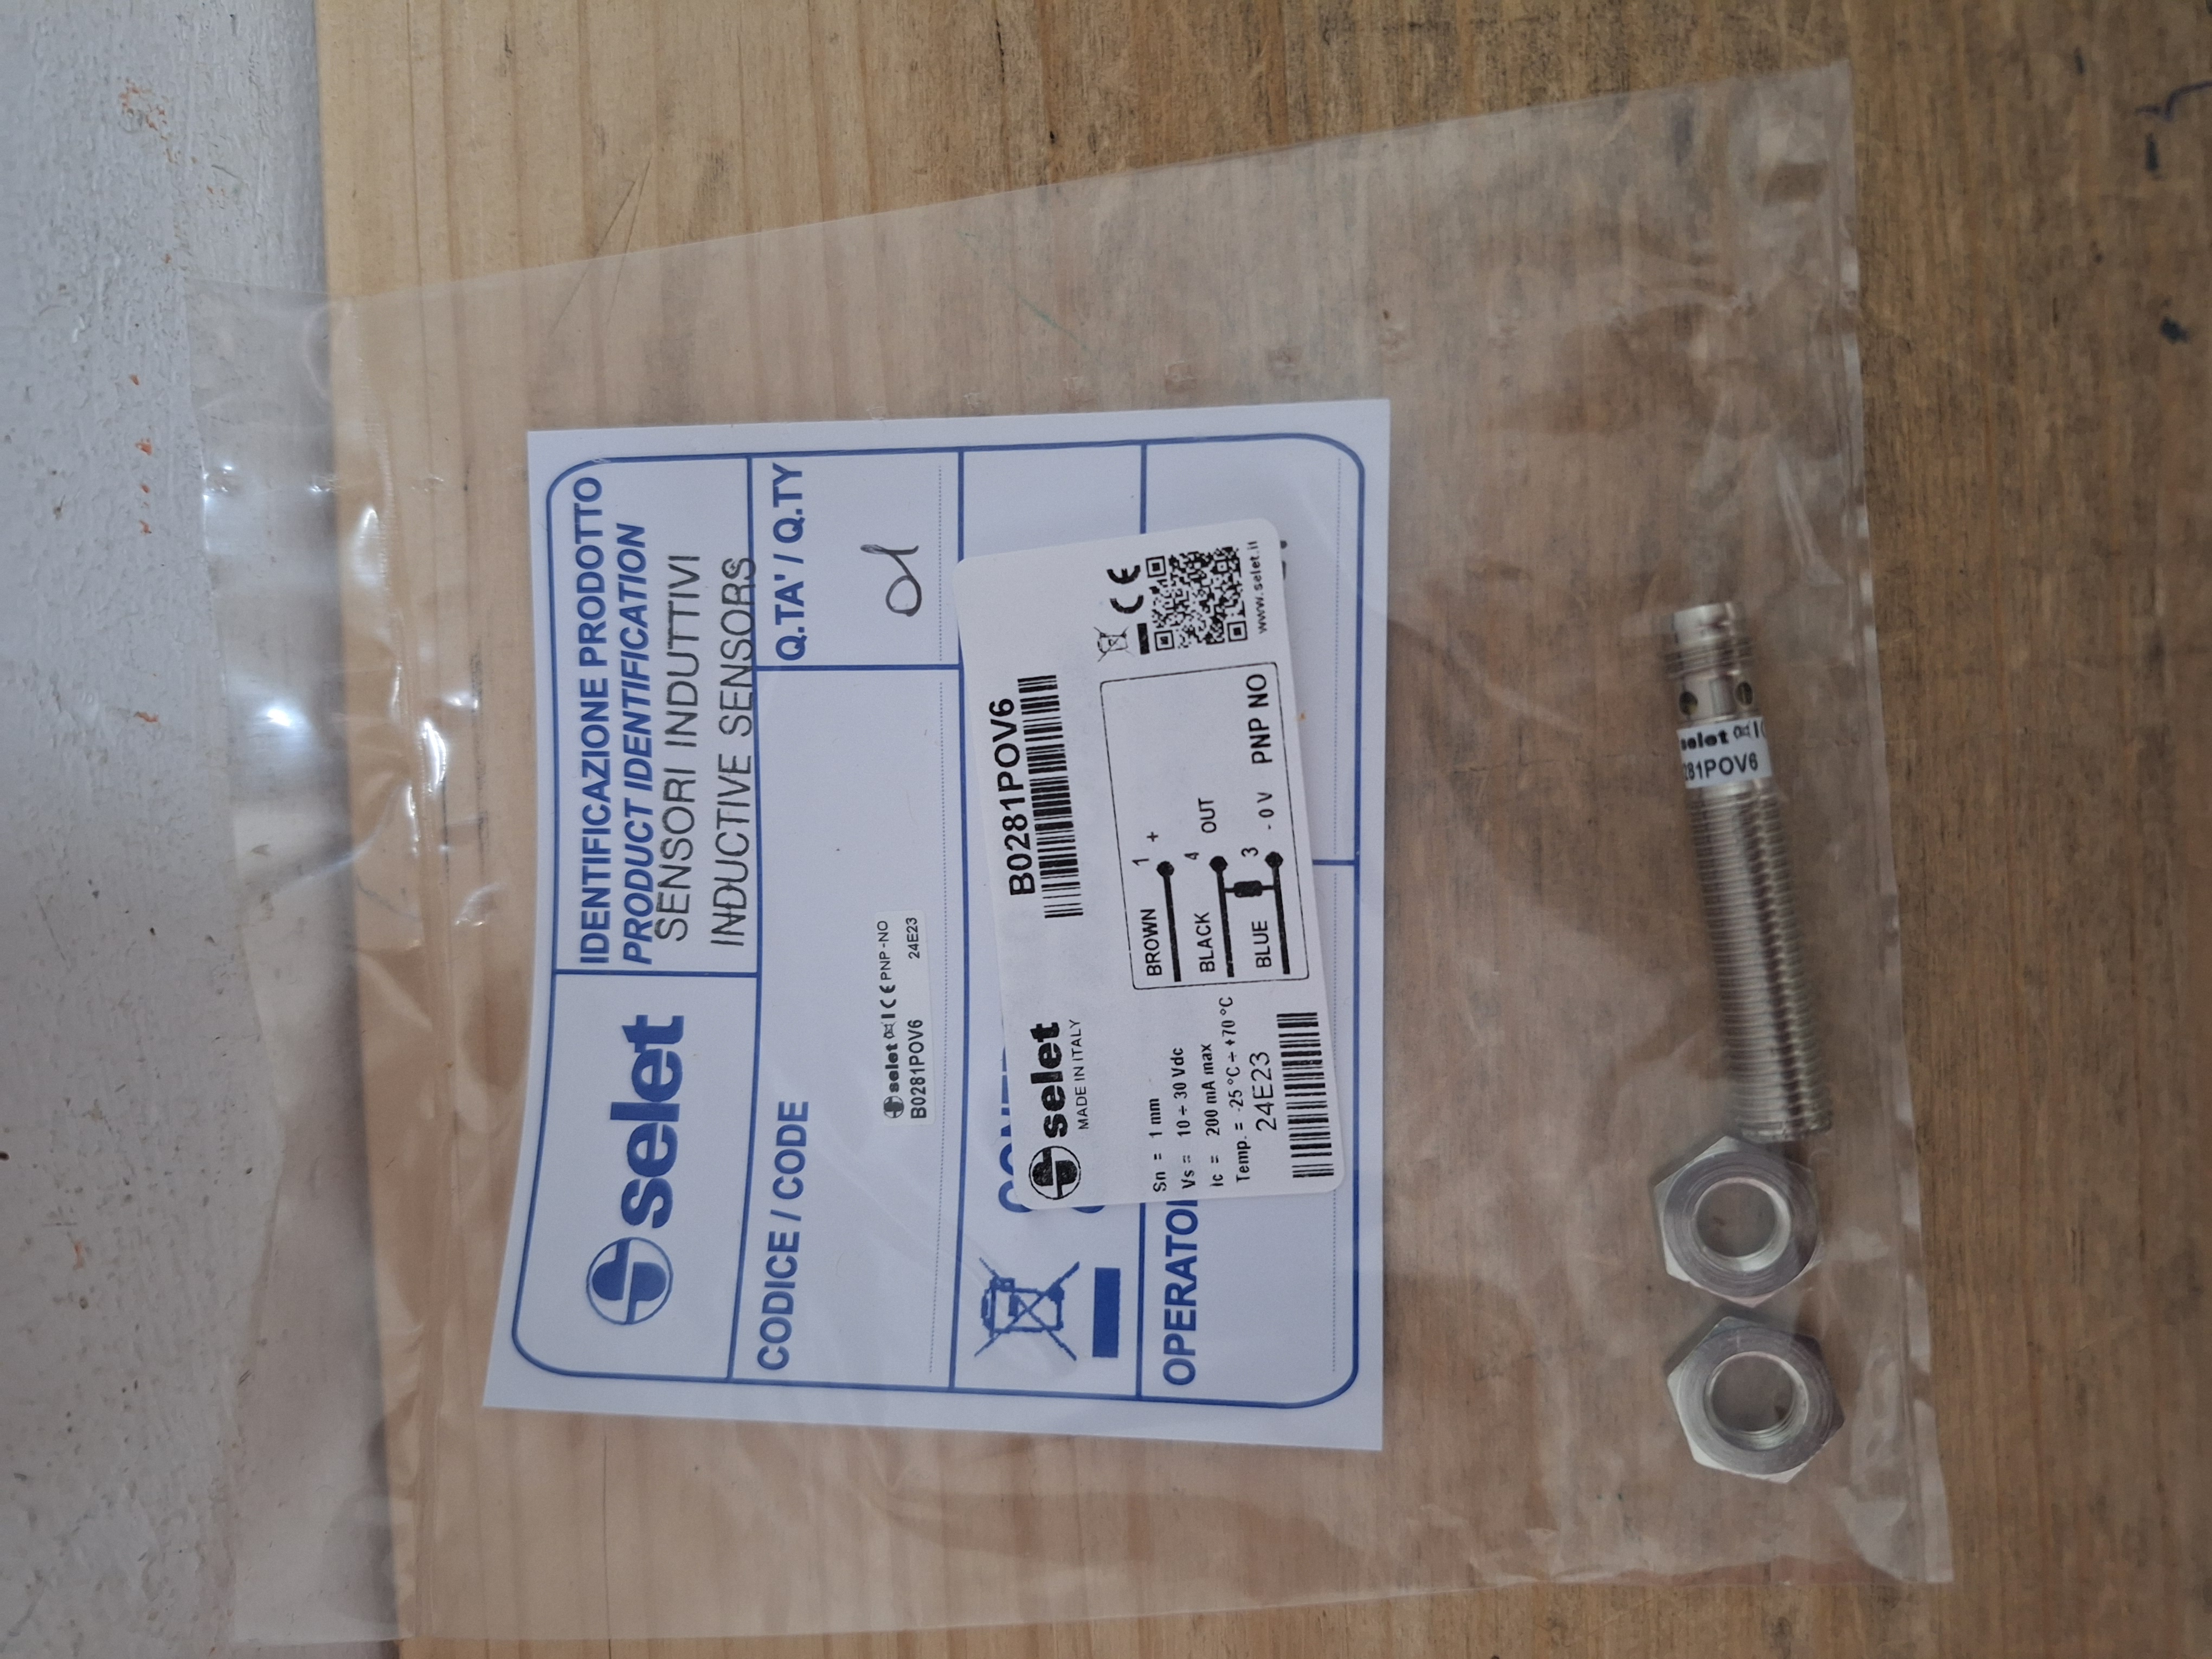 selet
IDENTIFICAZIONE PRODOTTO
PRODUCT IDENTIFICATION
SENSORI INDUTTIVI
INDUCTIVE SENSORS
CODICE / CODE
Q.TA' / Q.TY
selet I CE PNP-NO
B0281POV6 24E23
OPERATO
selet
MADE IN ITALY
B0281POV6
CE
Sn = 1 mm
Vs = 10 ÷ 30 Vdc
Ic = 200 mA max
Temp. = -25 °C ÷ +70 °C
24E23
BROWN 1 +
BLACK 4 OUT
BLUE 3 - 0 V PNP NO
www.selet.it
selet
281POV6